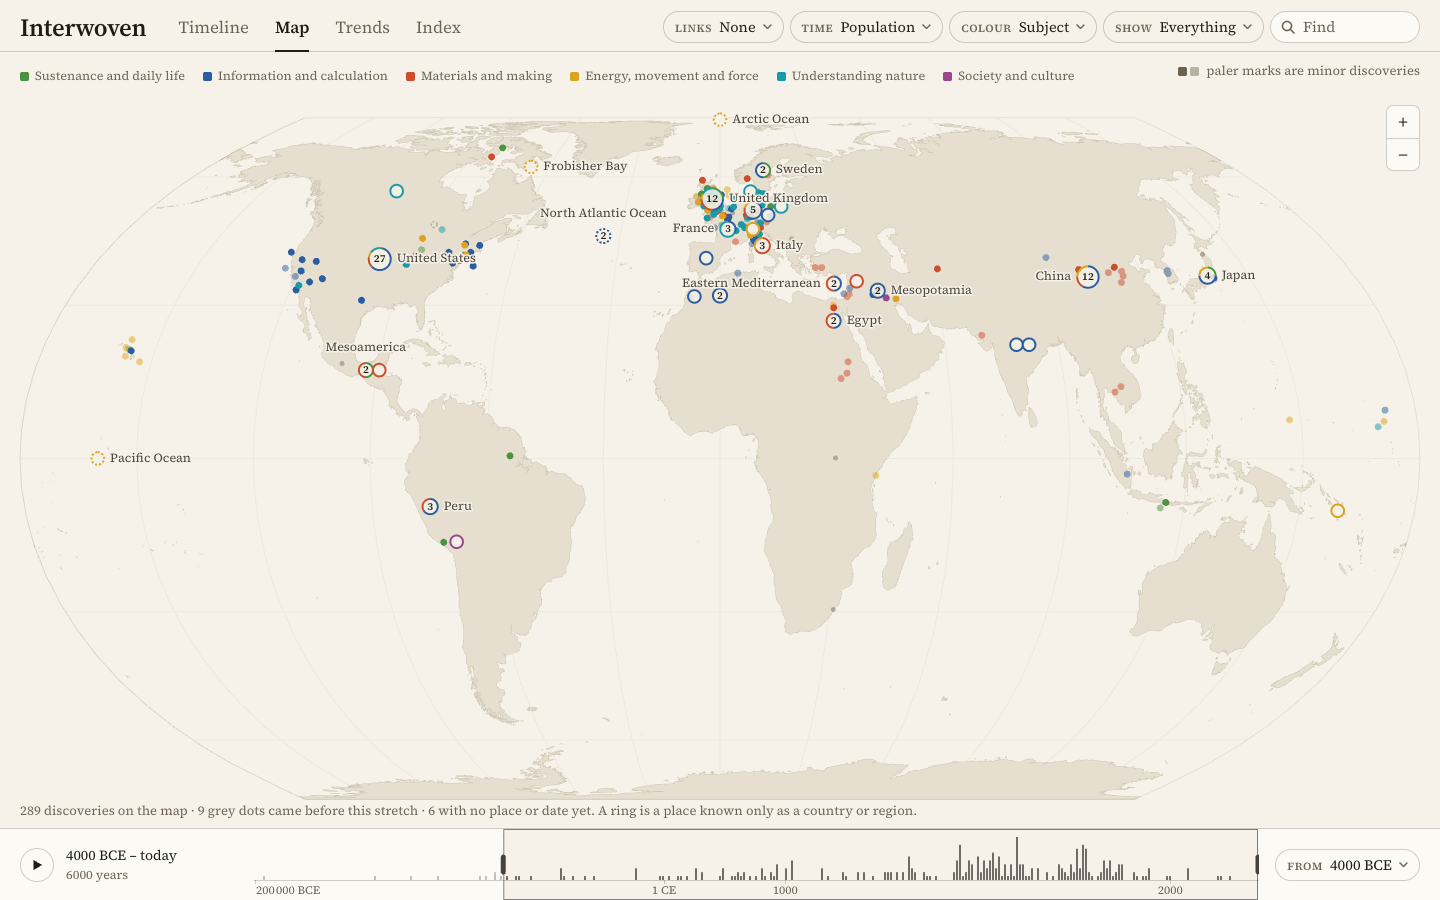 Interwoven Timeline Map Trends Index LINKS None TIME Population COLOUR Subject SHOW Everything Find
Sustenance and daily life Information and calculation Materials and making Energy, movement and force Understanding nature Society and culture paler marks are minor discoveries
+
−
Arctic Ocean
Frobisher Bay
2 Sweden
12 United Kingdom
5
North Atlantic Ocean
2
France 3
3 Italy
27 United States
China 12
4 Japan
Eastern Mediterranean 2
2 Mesopotamia
2
2 Egypt
Mesoamerica
2
Pacific Ocean
3 Peru
289 discoveries on the map · 9 grey dots came before this stretch · 6 with no place or date yet. A ring is a place known only as a country or region.
4000 BCE – today
6000 years
200 000 BCE 1 CE 1000 2000
FROM 4000 BCE